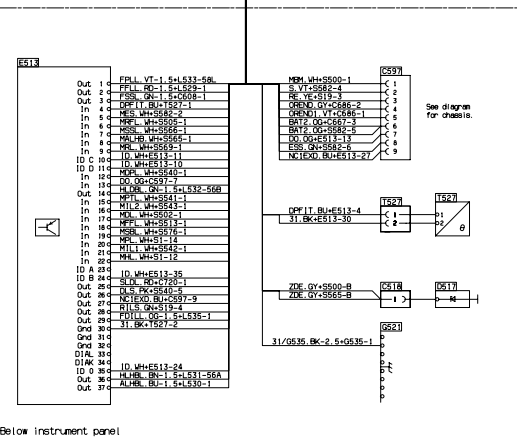 E513
Out 1 FPLL.VT-1.5+L533-58L
Out 2 FFLL.RD-1.5+L529-1
Out 3 FSSL.GN-1.5+C608-1
In 4 DPFIT.BU+T527-1
In 5 MES.WH+S582-2
In 6 MRFL.WH+S505-1
In 7 MSSL.WH+S566-1
In 8 MALHB.WH+S565-1
In 9 MRL.WH+S569-1
ID C 10 ID.WH+E513-11
ID D 11 ID.WH+E513-10
In 12 MDPL.WH+S540-1
In 13 DO.OG+C597-7
Out 14 HLDBL.GN-1.5+L532-56B
In 15 MPTL.WH+S541-1
In 16 MIL2.WH+S543-1
In 17 MDL.WH+S502-1
In 18 MFFL.WH+S513-1
In 19 MSBL.WH+S576-1
In 20 MPL.WH+S1-14
In 21 MIL1.WH+S542-1
In 22 MHL.WH+S1-12
ID A 23
ID B 24 ID.WH+E513-35
Out 25 SLDL.RD+C720-1
Out 26 DLS.PK+S540-5
Out 27 NC1EXD.BU+C597-9
Out 28 RILS.GN+S19-4
Out 29 FDILL.OG-1.5+L535-1
Gnd 30 31.BK+T527-2
Gnd 31
Gnd 32
DIAL 33
DIAK 34
ID 0 35 ID.WH+E513-24
Out 36 HLHBL.BN-1.5+L531-56A
Out 37 ALHBL.BU-1.5+L530-1
C597
MBM.WH+S500-1 1
S.VT+S582-4 2
RE.YE+S19-3 3
OREND.GY+C686-2 4
OREND1.VT+C686-1 5
BAT2.OG+C667-3 6
BAT2.OG+S582-5 7
DO.OG+E513-13 8
ESS.GN+S582-6 9
NC1EXD.BU+E513-27
See diagram
for chassis.
T527 T527
DPFIT.BU+E513-4 1 1
31.BK+E513-30 2 2
θ
C516 D517
ZDE.GY+S500-B
ZDE.GY+S565-B 1
G521
31/G535.BK-2.5+G535-1
Below instrument panel